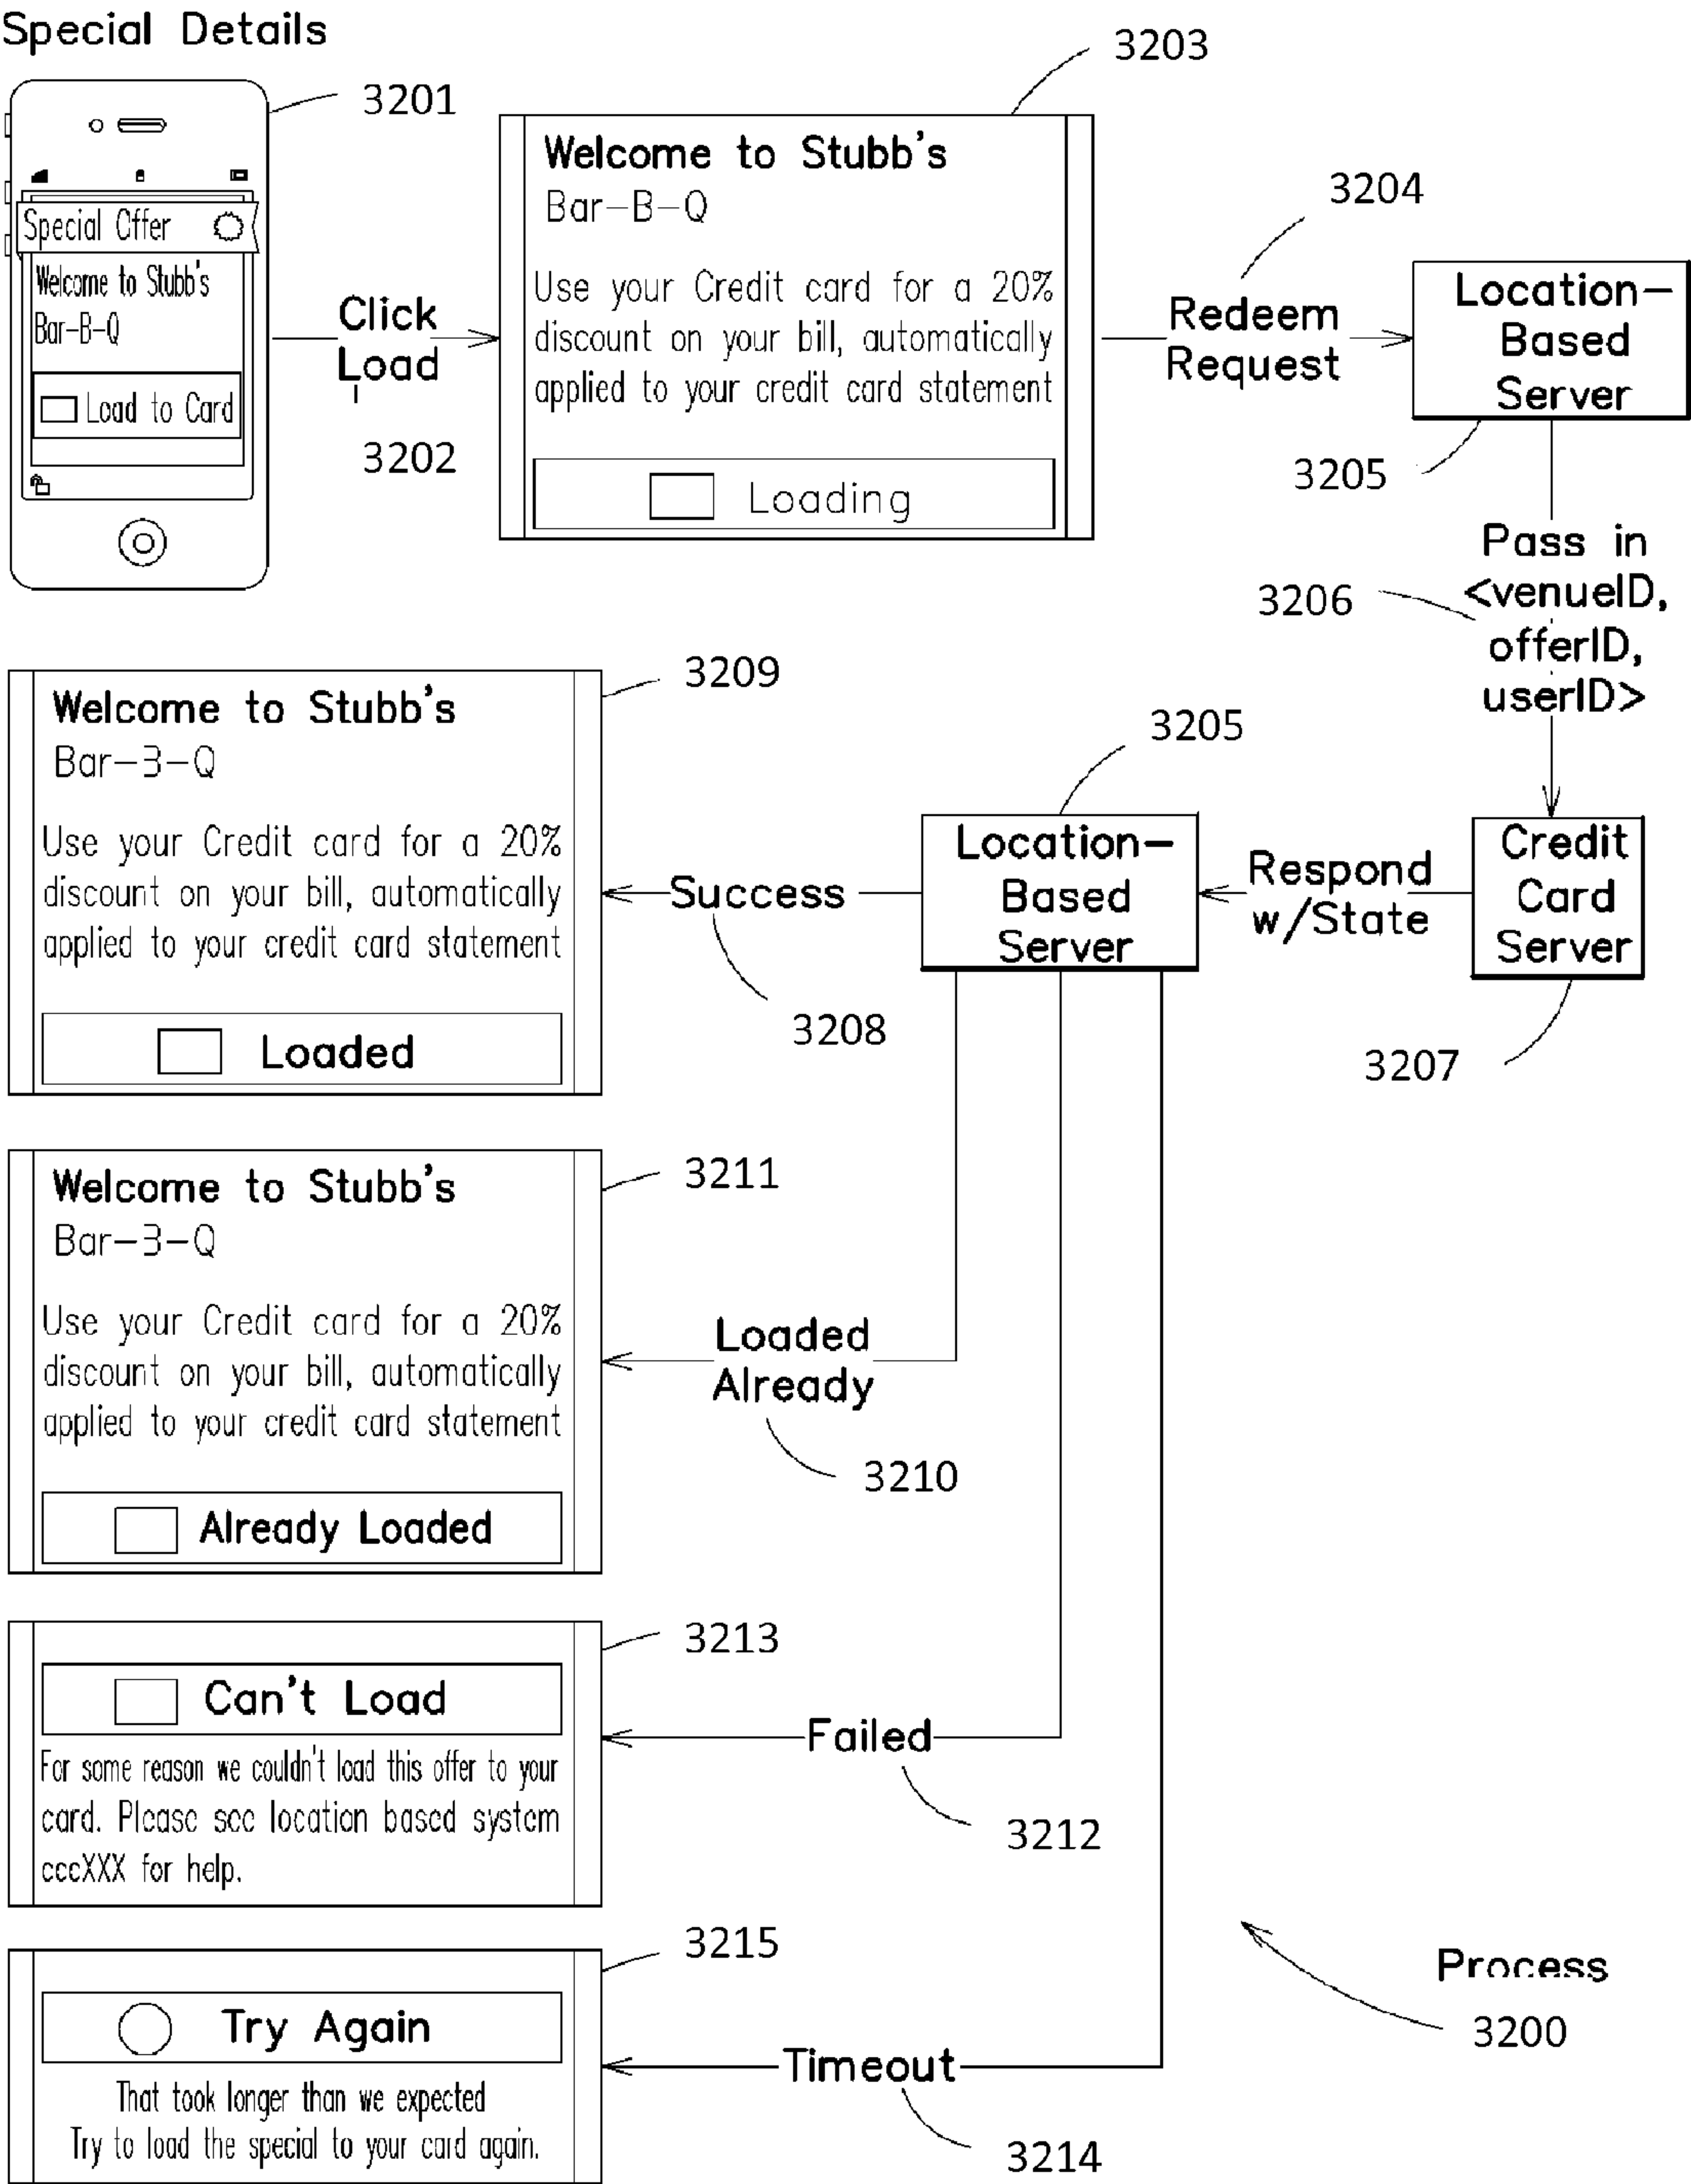 Special Details
3201
Special Offer
Welcome to Stubb's
Bar-B-Q
Load to Card
Click
Load
3202
3203
Welcome to Stubb's
Bar-B-Q
Use your Credit card for a 20%
discount on your bill, automatically
applied to your credit card statement
Loading
3204
Redeem
Request
Location-
Based
Server
3205
Pass in
<venueID,
offerID,
userID>
3206
Credit
Card
Server
3207
Respond
w/State
3205
Location-
Based
Server
Success
3208
3209
Welcome to Stubb's
Bar-B-Q
Use your Credit card for a 20%
discount on your bill, automatically
applied to your credit card statement
Loaded
3211
Welcome to Stubb's
Bar-B-Q
Use your Credit card for a 20%
discount on your bill, automatically
applied to your credit card statement
Already Loaded
Loaded
Already
3210
3213
Can't Load
For some reason we couldn't load this offer to your
card. Please see location based system
cccXXX for help.
Failed
3212
3215
Try Again
That took longer than we expected
Try to load the special to your card again.
Timeout
3214
Process
3200